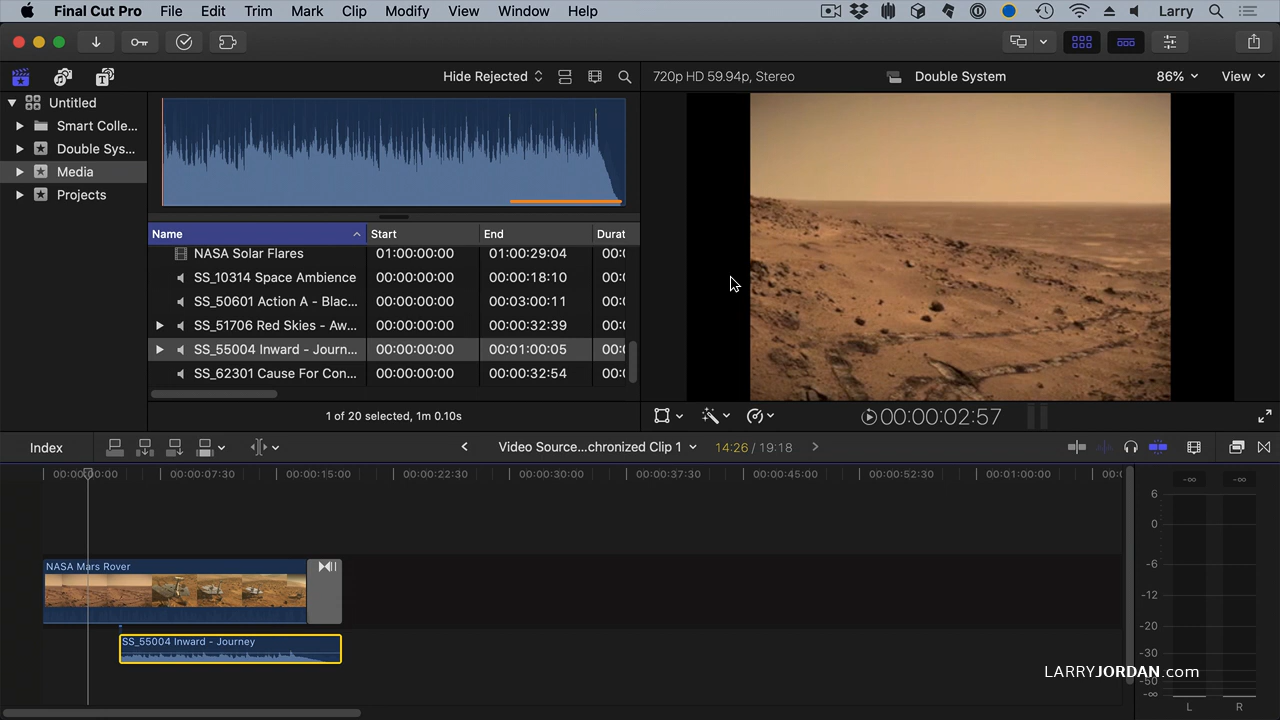 Final Cut Pro File Edit Trim Mark Clip Modify View Window Help Larry
Hide Rejected 720p HD 59.94p, Stereo Double System 86% View
Untitled
Smart Colle...
Double Sys...
Media
Projects
Name Start End Durat
NASA Solar Flares 01:00:00:00 01:00:29:04 00:(
SS_10314 Space Ambience 00:00:00:00 00:00:18:10 00:(
SS_50601 Action A - Blac... 00:00:00:00 00:03:00:11 00:(
SS_51706 Red Skies - Aw... 00:00:00:00 00:00:32:39 00:(
SS_55004 Inward - Journ... 00:00:00:00 00:01:00:05 00:(
SS_62301 Cause For Con... 00:00:00:00 00:00:32:54 00:(
1 of 20 selected, 1m 0.10s
00:00:02:57
Index Video Source...chronized Clip 1 14:26 / 19:18
00:00:00:00 00:00:07:30 00:00:15:00 00:00:22:30 00:00:30:00 00:00:37:30 00:00:45:00 00:00:52:30 00:01:00:00 00:
-∞ -∞
6
0
-6
-12
-20
-30
-50
-∞
L R
NASA Mars Rover
SS_55004 Inward - Journey
LARRYJORDAN.com